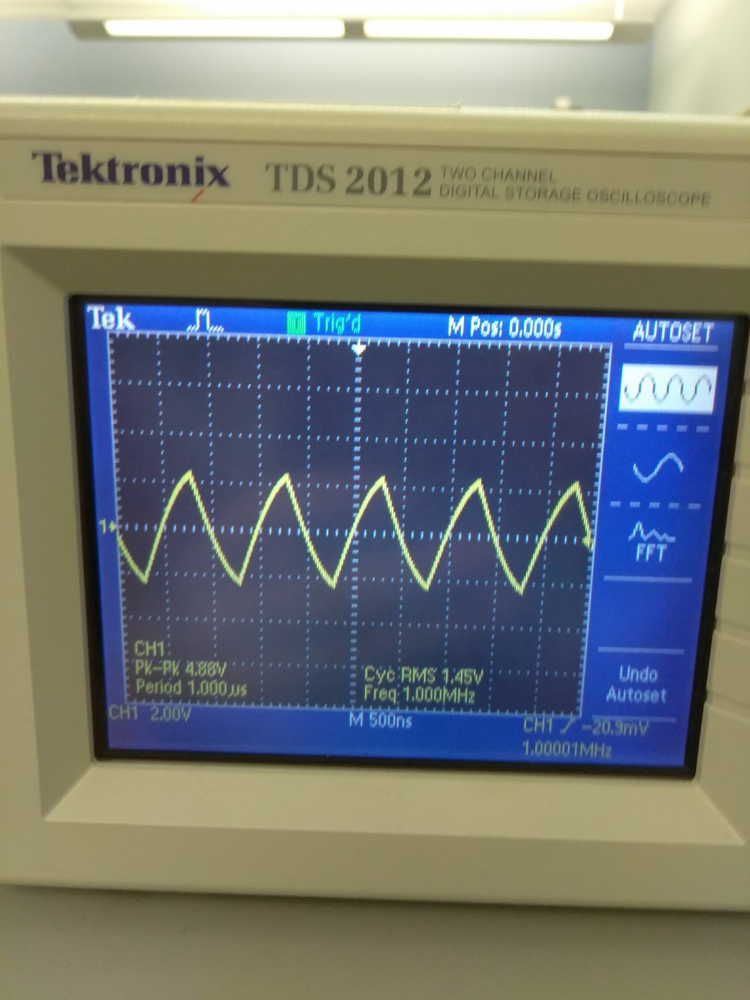 Tektronix TDS 2012 TWO CHANNEL
DIGITAL STORAGE OSCILLOSCOPE
Tek T Trig'd M Pos: 0.000s AUTOSET
1
FFT
CH1
Pk-Pk 4.88V
Period 1.000µs
Cyc RMS 1.45V
Freq 1.000MHz
Undo
Autoset
CH1 2.00V M 500ns CH1 -20.9mV
1.00001MHz